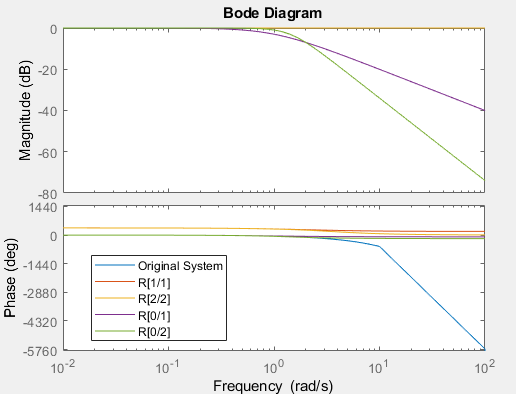 Bode Diagram
Magnitude (dB)
0
-20
-40
-60
-80
Phase (deg)
1440
0
-1440
-2880
-4320
-5760
Original System
R[1/1]
R[2/2]
R[0/1]
R[0/2]
10-2
10-1
100
101
102
Frequency (rad/s)